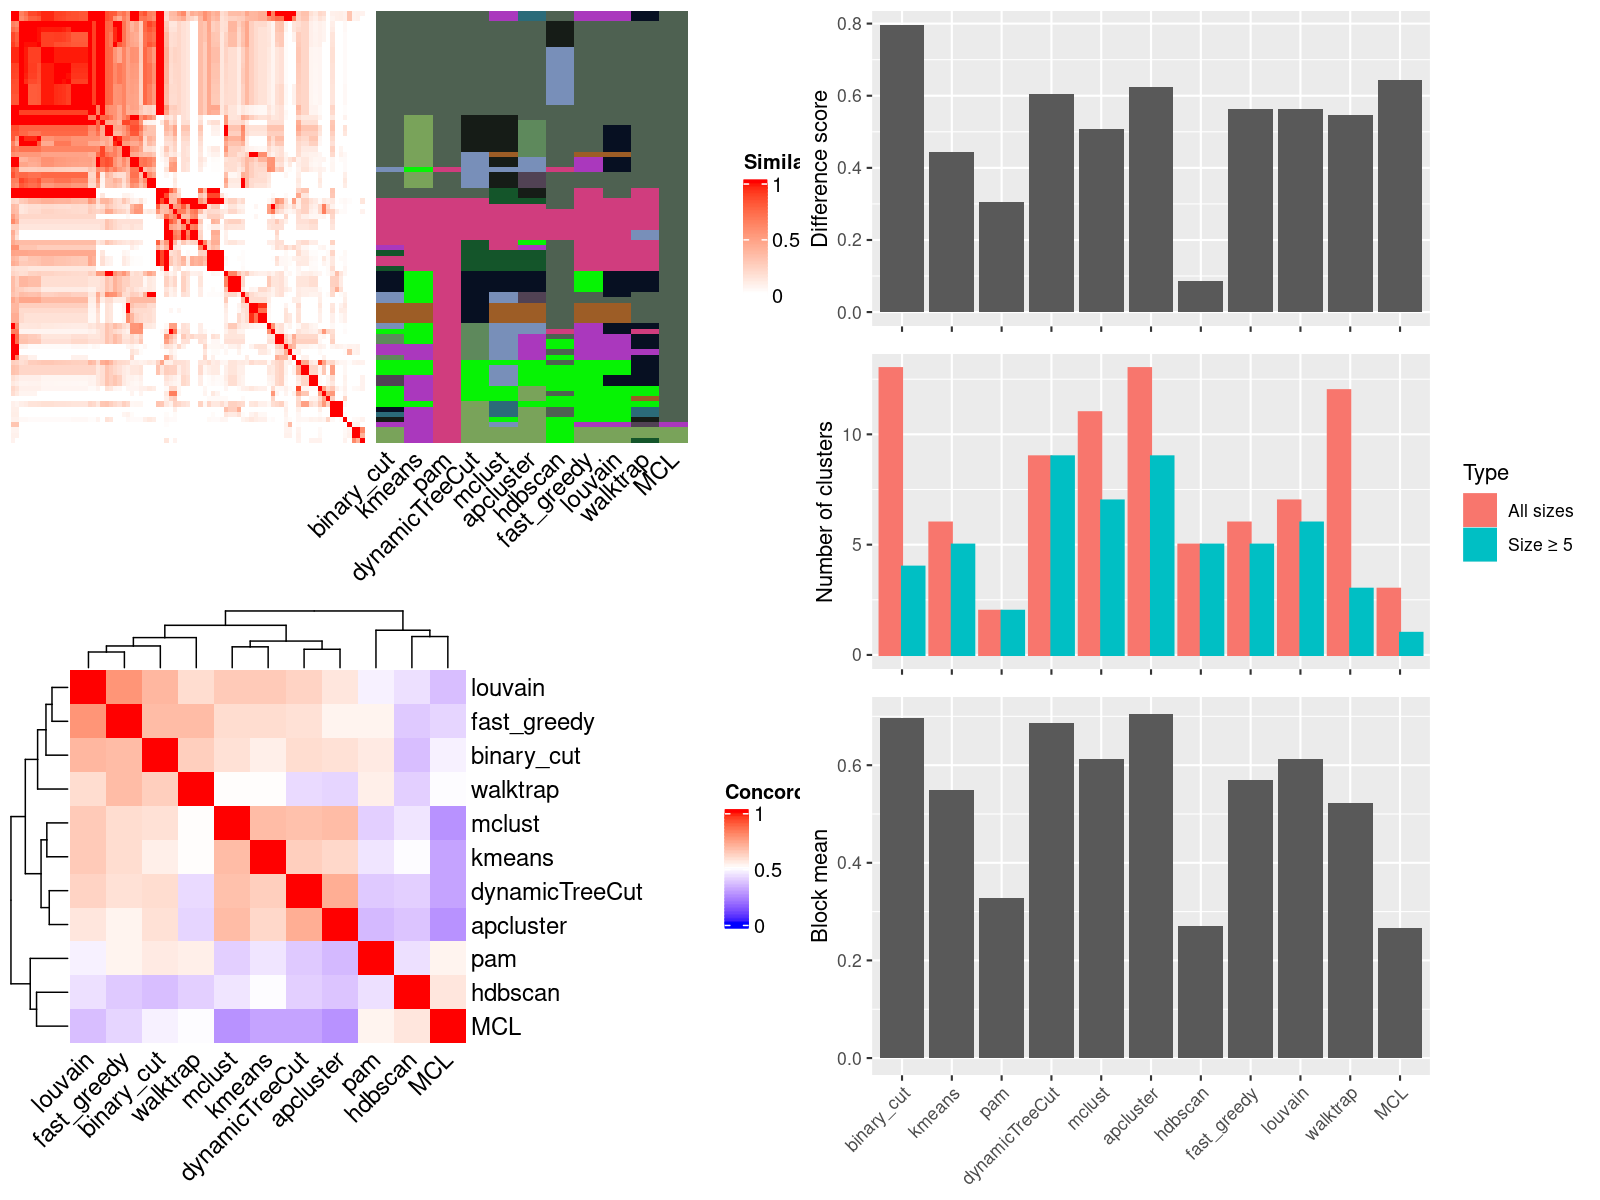 Simila
1
0.5
0
binary_cut
kmeans
pam
dynamicTreeCut
mclust
apcluster
hdbscan
fast_greedy
louvain
walktrap
MCL
louvain
fast_greedy
binary_cut
walktrap
mclust
kmeans
dynamicTreeCut
apcluster
pam
hdbscan
MCL
louvain
fast_greedy
binary_cut
walktrap
mclust
kmeans
dynamicTreeCut
apcluster
pam
hdbscan
MCL
Concord
1
0.5
0
Difference score
0.8
0.6
0.4
0.2
0.0
Number of clusters
10
5
0
Type
All sizes
Size ≥ 5
Block mean
0.6
0.4
0.2
0.0
binary_cut
kmeans
pam
dynamicTreeCut
mclust
apcluster
hdbscan
fast_greedy
louvain
walktrap
MCL